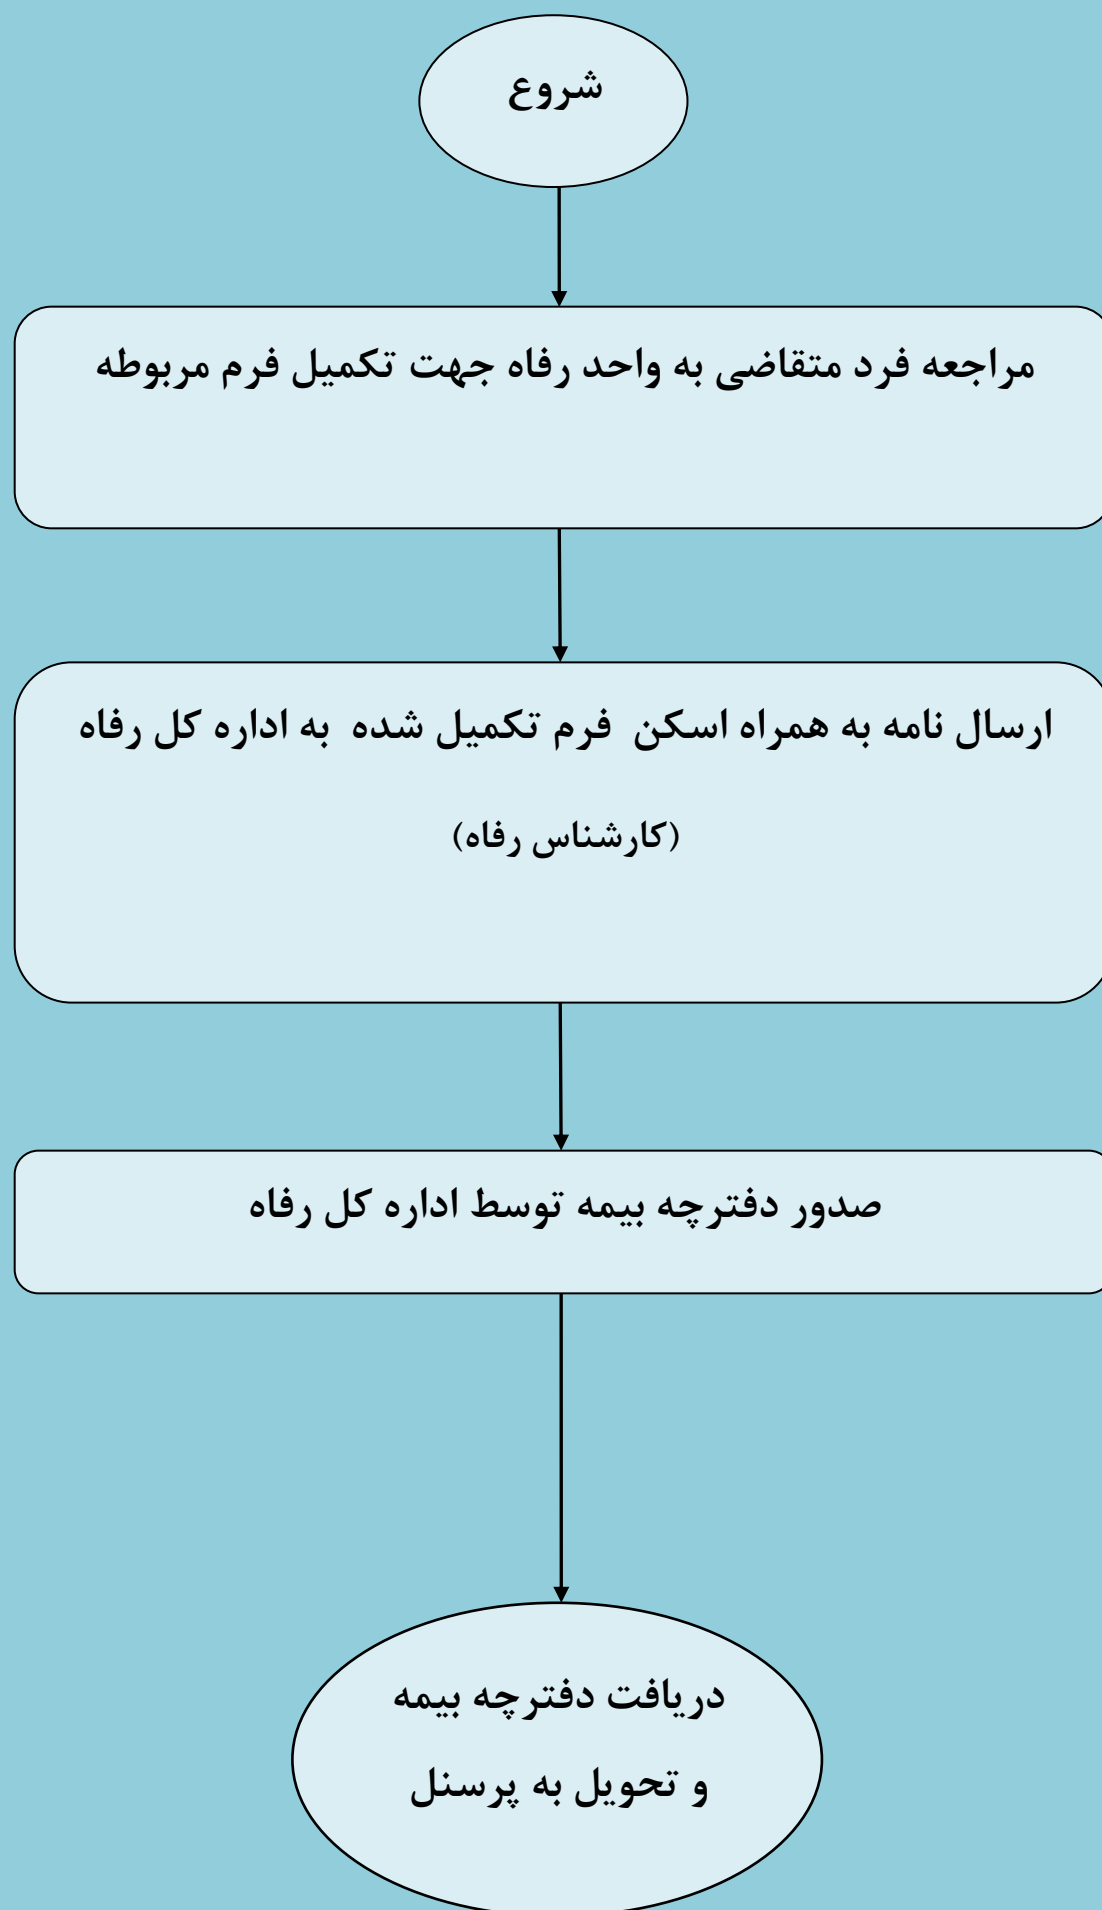 شروع
مراجعه فرد متقاضی به واحد رفاه جهت تکمیل فرم مربوطه
ارسال نامه به همراه اسکن فرم تکمیل شده به اداره کل رفاه
(کارشناس رفاه)
صدور دفترچه بیمه توسط اداره کل رفاه
دریافت دفترچه بیمه
و تحویل به پرسنل